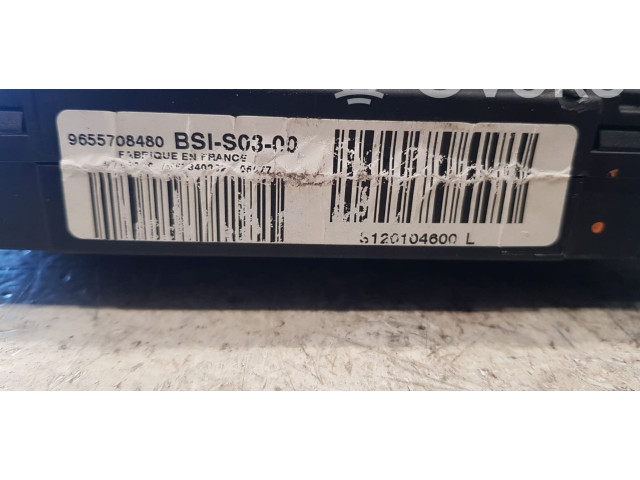 9655708480 BSI-S03-00
FABRIQUE EN FRANCE
S120104600 L